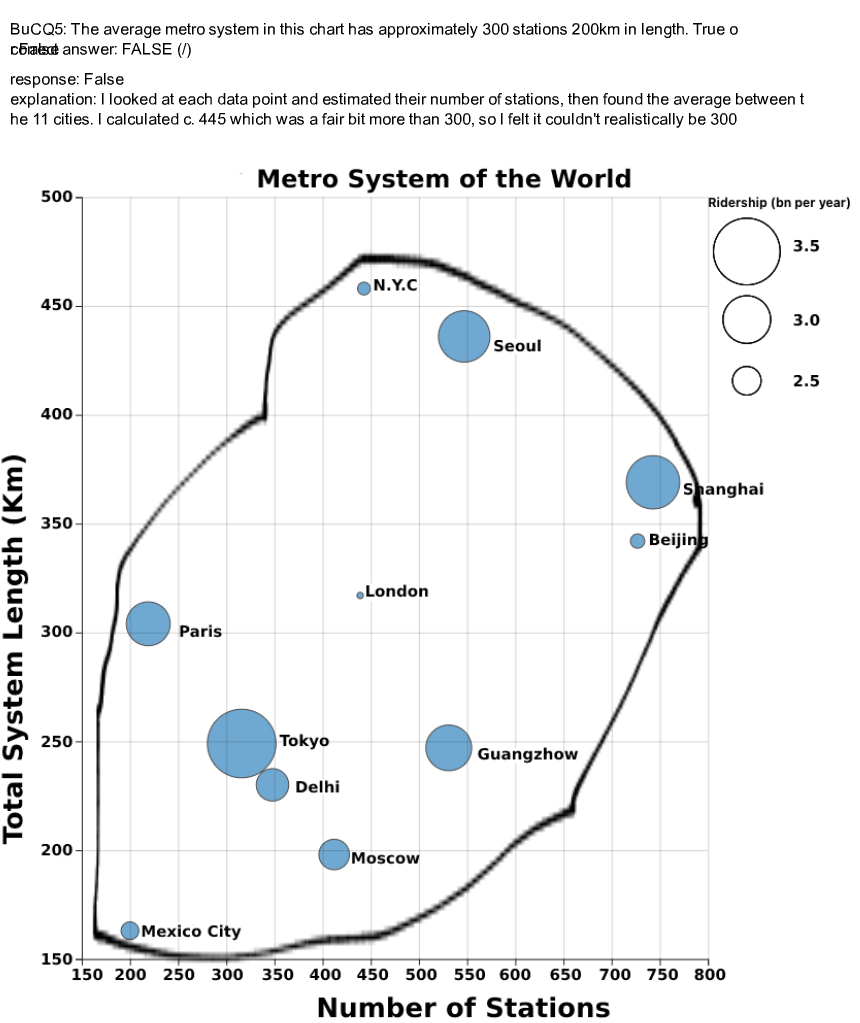 BuCQ5: The average metro system in this chart has approximately 300 stations 200km in length. True o
r False
correct answer: FALSE (/)
response: False
explanation: I looked at each data point and estimated their number of stations, then found the average between t
he 11 cities. I calculated c. 445 which was a fair bit more than 300, so I felt it couldn't realistically be 300
Metro System of the World
Ridership (bn per year)
3.5
3.0
2.5
Total System Length (Km)
500
450
400
350
300
250
200
150
N.Y.C
Seoul
Shanghai
Beijing
London
Paris
Tokyo
Guangzhow
Delhi
Moscow
Mexico City
150 200 250 300 350 400 450 500 550 600 650 700 750 800
Number of Stations